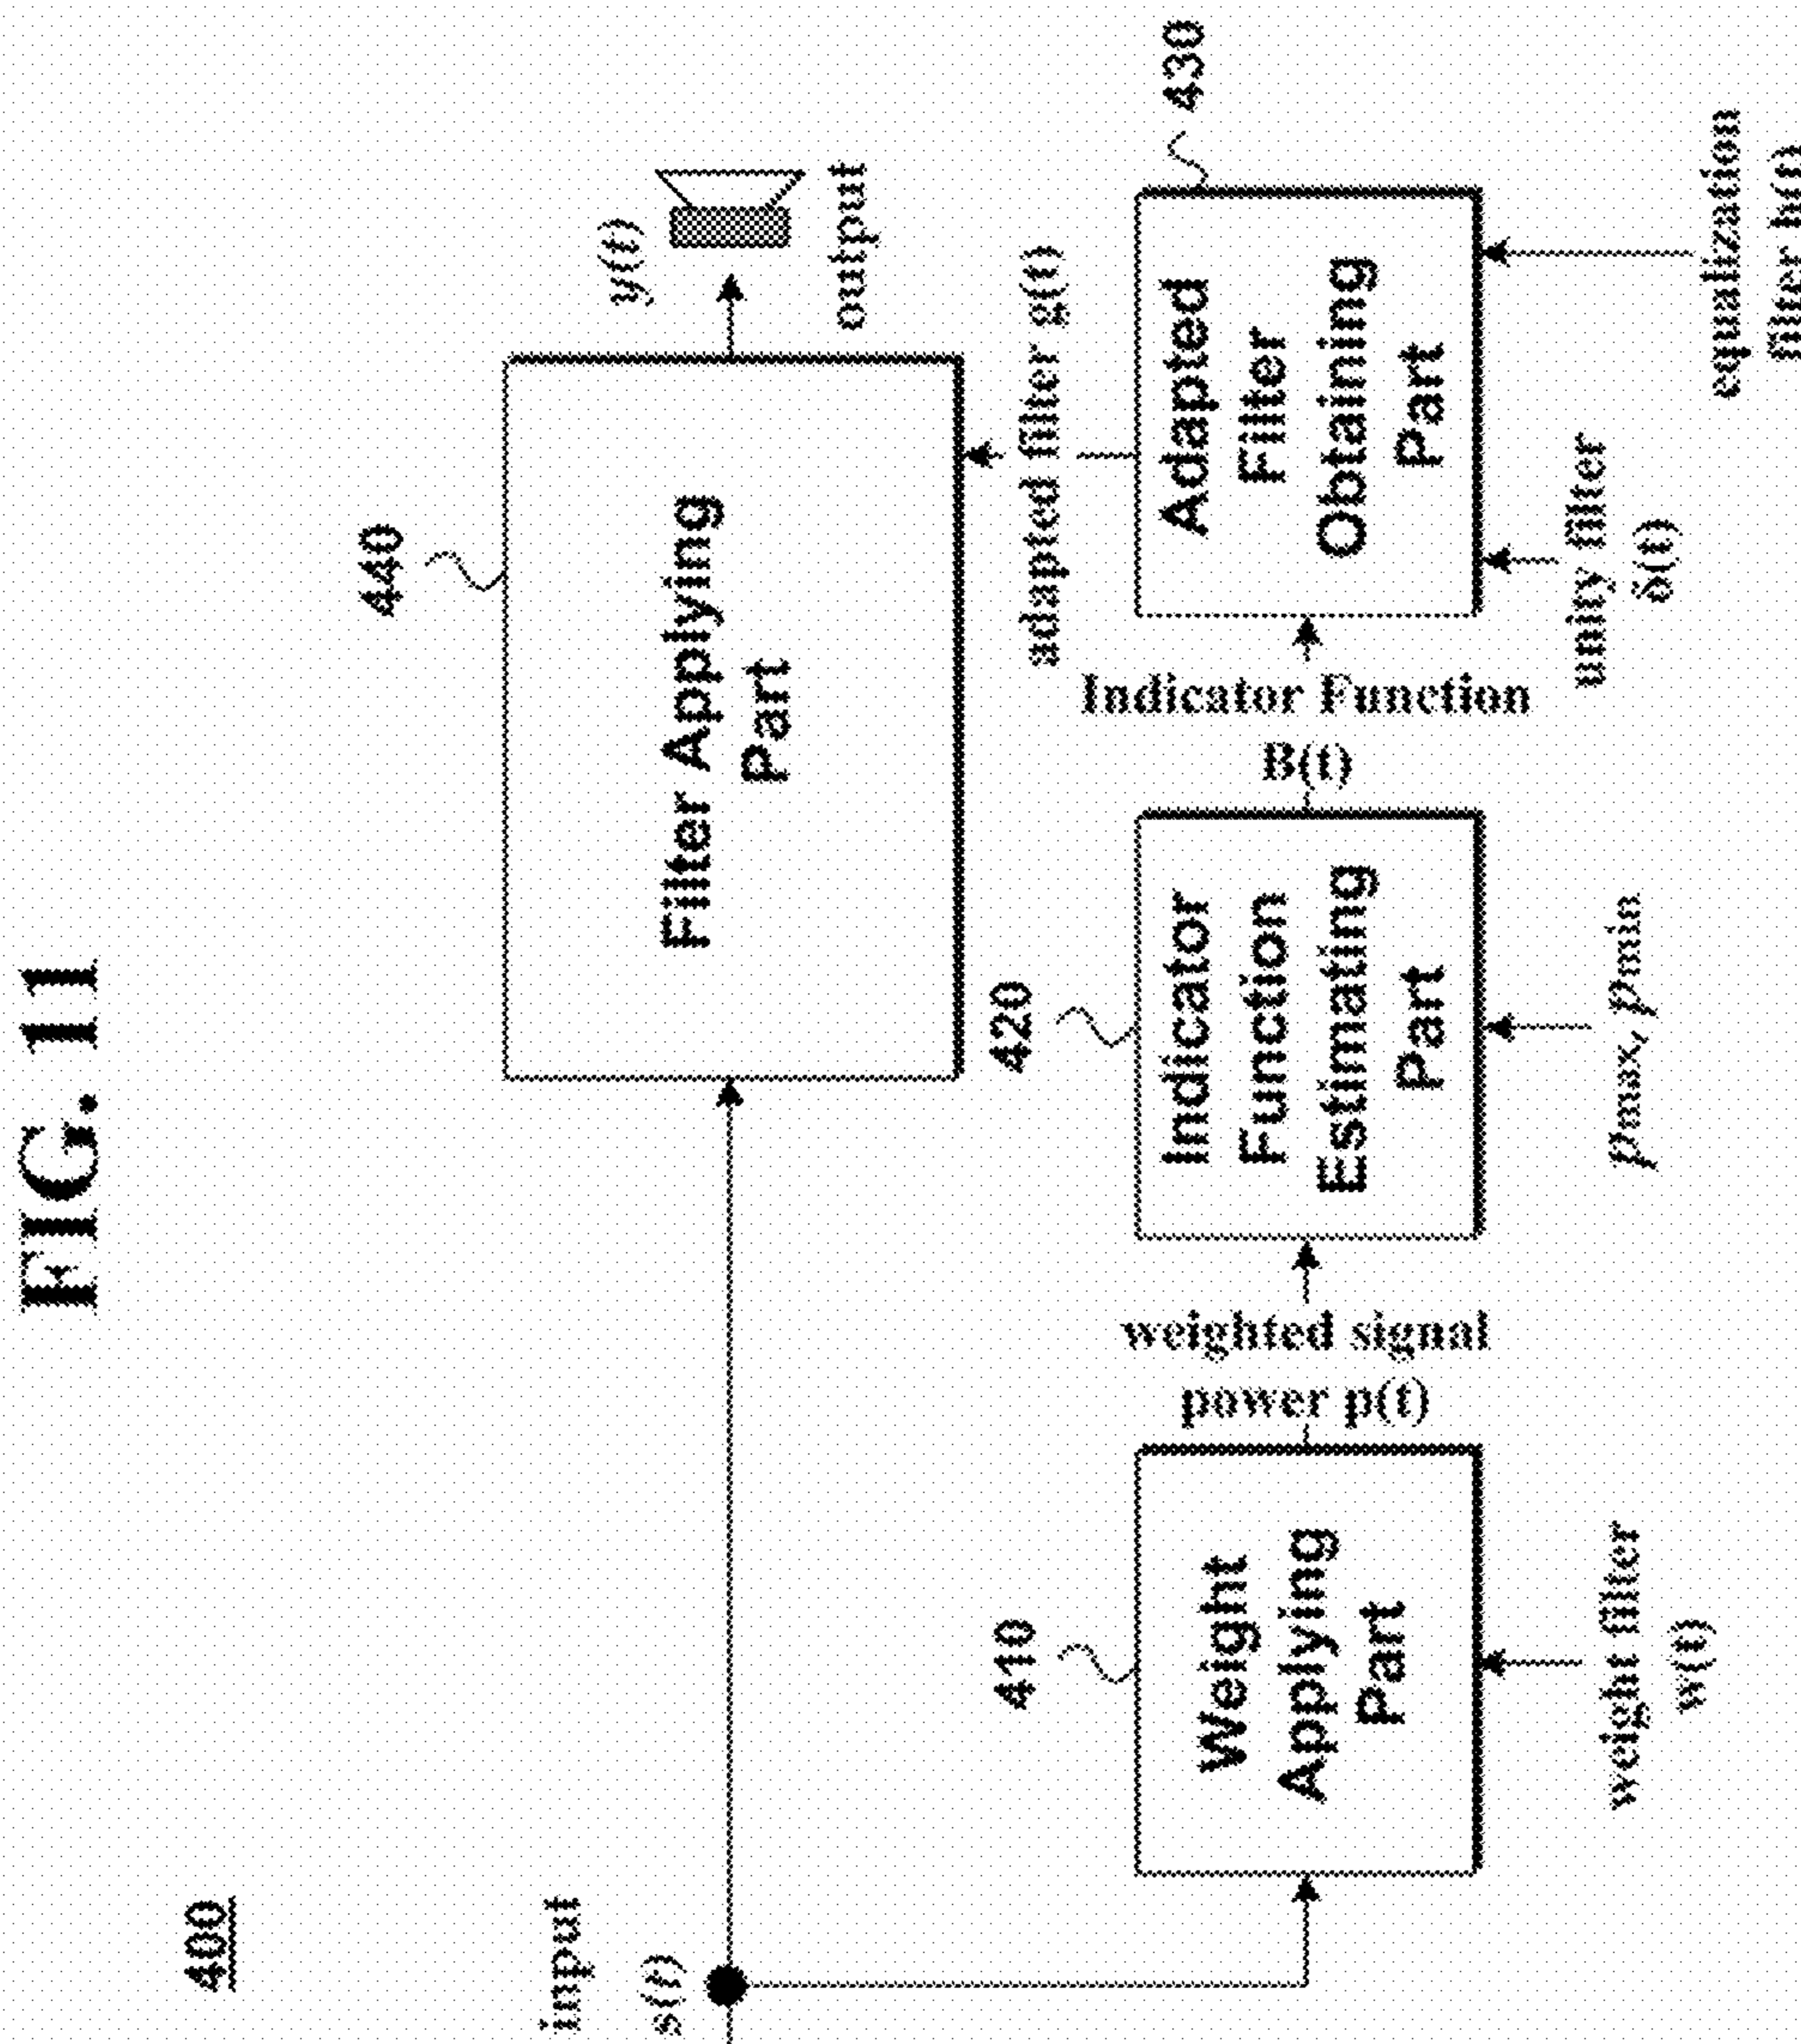 FIG. 11
400
440
Filter Applying
Part
input
s(t)
y(t)
output
adapted filter g(t)
410
Weight
Applying
Part
weighted signal
power p(t)
420
Indicator
Function
Estimating
Part
Indicator Function
B(t)
430
Adapted
Filter
Obtaining
Part
weight filter
w(t)
pmax, pmin
unity filter
δ(t)
equalization
filter